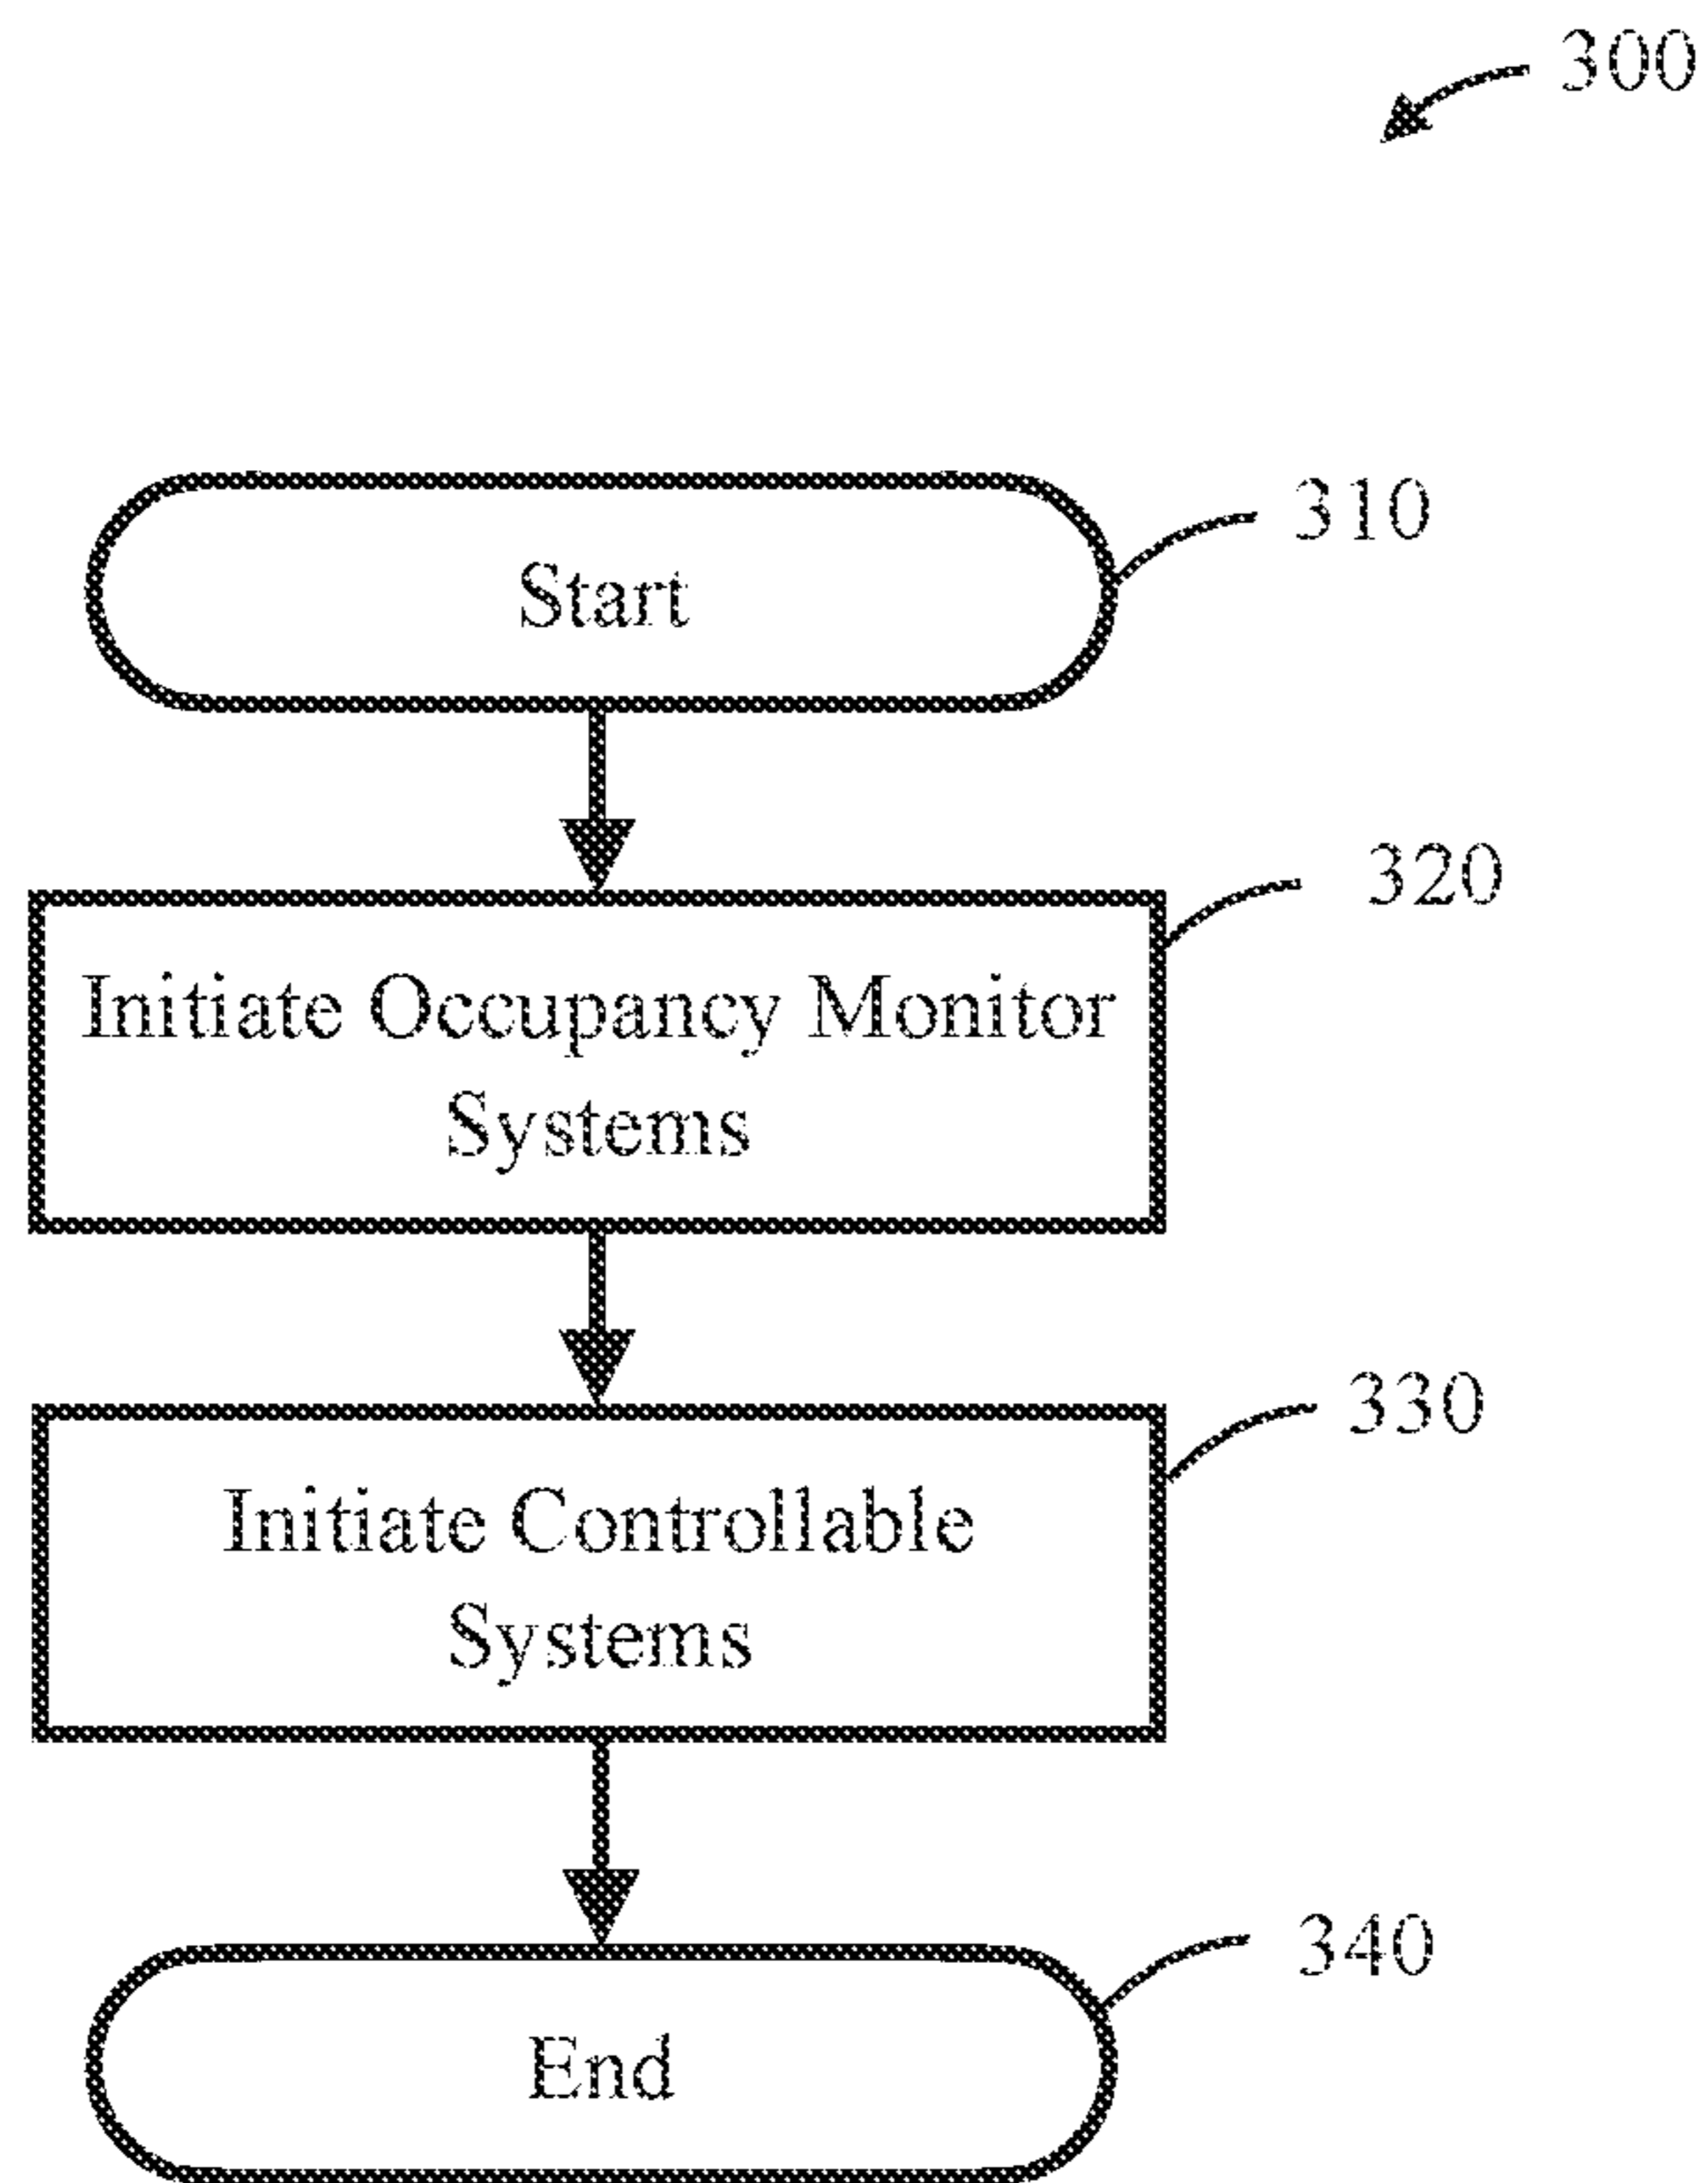 300
310
Start
320
Initiate Occupancy Monitor
Systems
330
Initiate Controllable
Systems
340
End